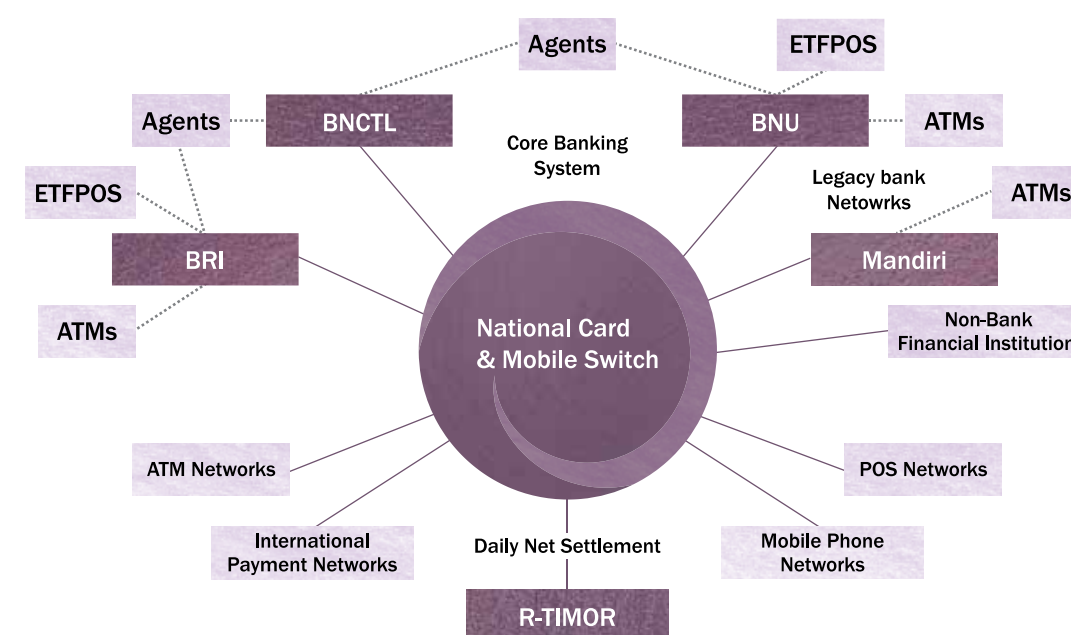 Agents
ETFPOS
Agents
BNCTL
BNU
ATMs
Core Banking
System
ETFPOS
Legacy bank
Netowrks
ATMs
BRI
Mandiri
ATMs
National Card
& Mobile Switch
Non-Bank
Financial Institution
ATM Networks
POS Networks
International
Payment Networks
Daily Net Settlement
Mobile Phone
Networks
R-TIMOR